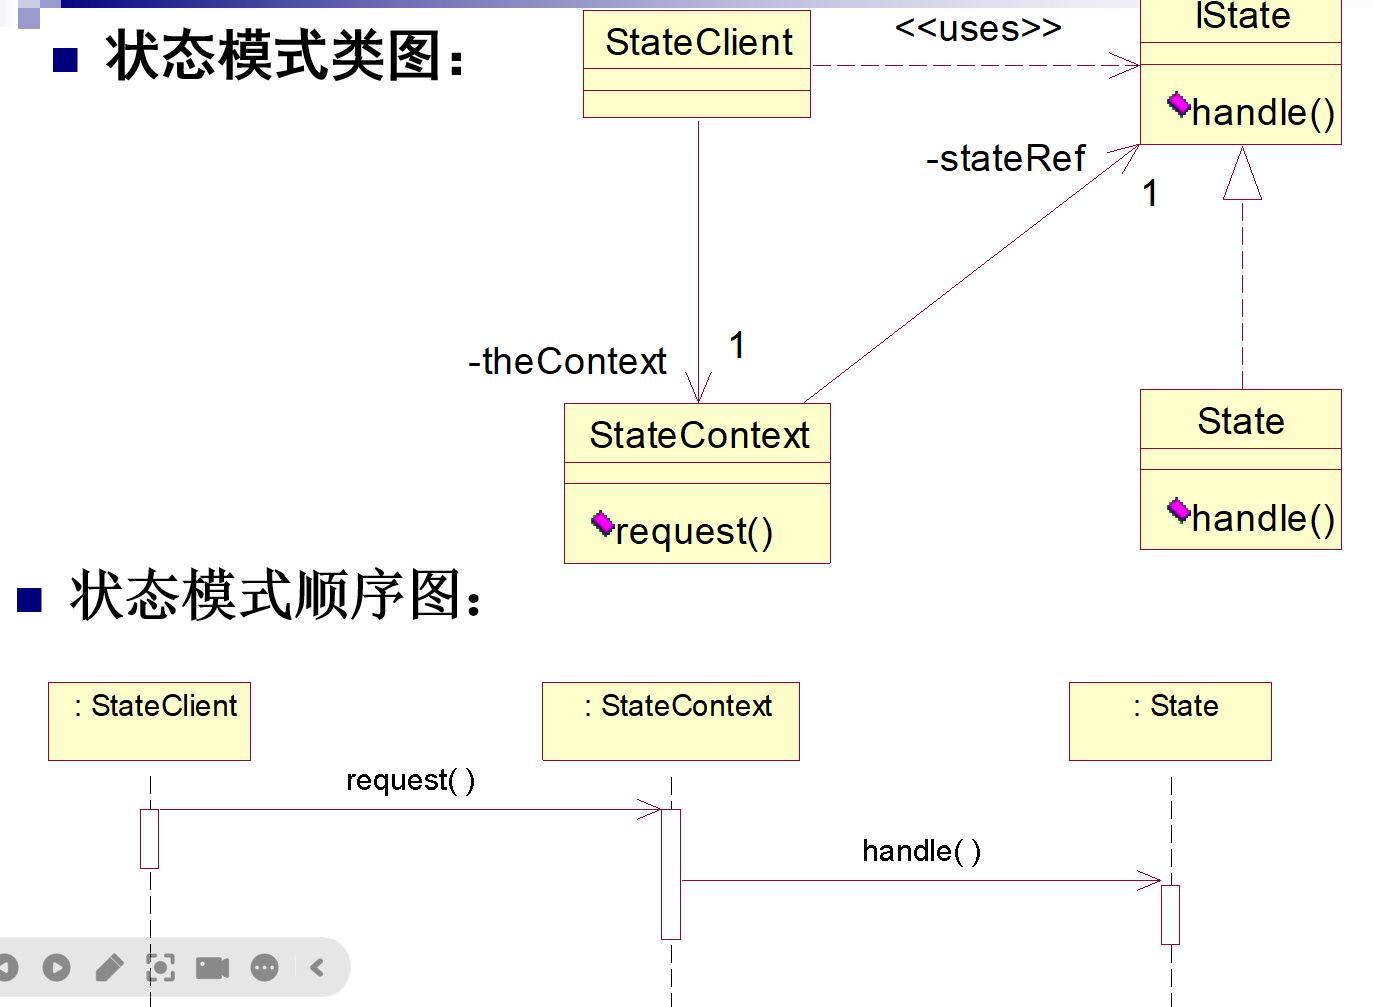 状态模式类图：
StateClient
<<uses>>
IState
handle()
-stateRef
1
-theContext
1
StateContext
request()
State
handle()
状态模式顺序图：
: StateClient
: StateContext
: State
request( )
handle( )